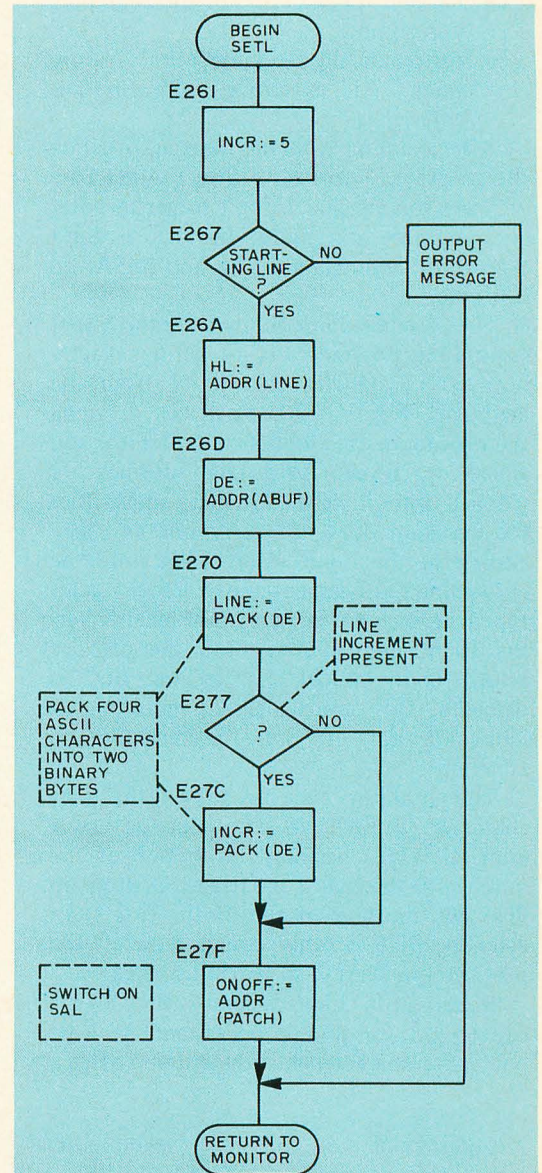 BEGIN
SETL
E261
INCR:=5
E267
START-
ING LINE
?
NO
OUTPUT
ERROR
MESSAGE
YES
E26A
HL:=
ADDR(LINE)
E26D
DE:=
ADDR(ABUF)
E270
LINE:=
PACK(DE)
LINE
INCREMENT
PRESENT
E277
?
NO
PACK FOUR
ASCII
CHARACTERS
INTO TWO
BINARY
BYTES
YES
E27C
INCR:=
PACK(DE)
E27F
SWITCH ON
SAL
ONOFF:=
ADDR
(PATCH)
RETURN TO
MONITOR